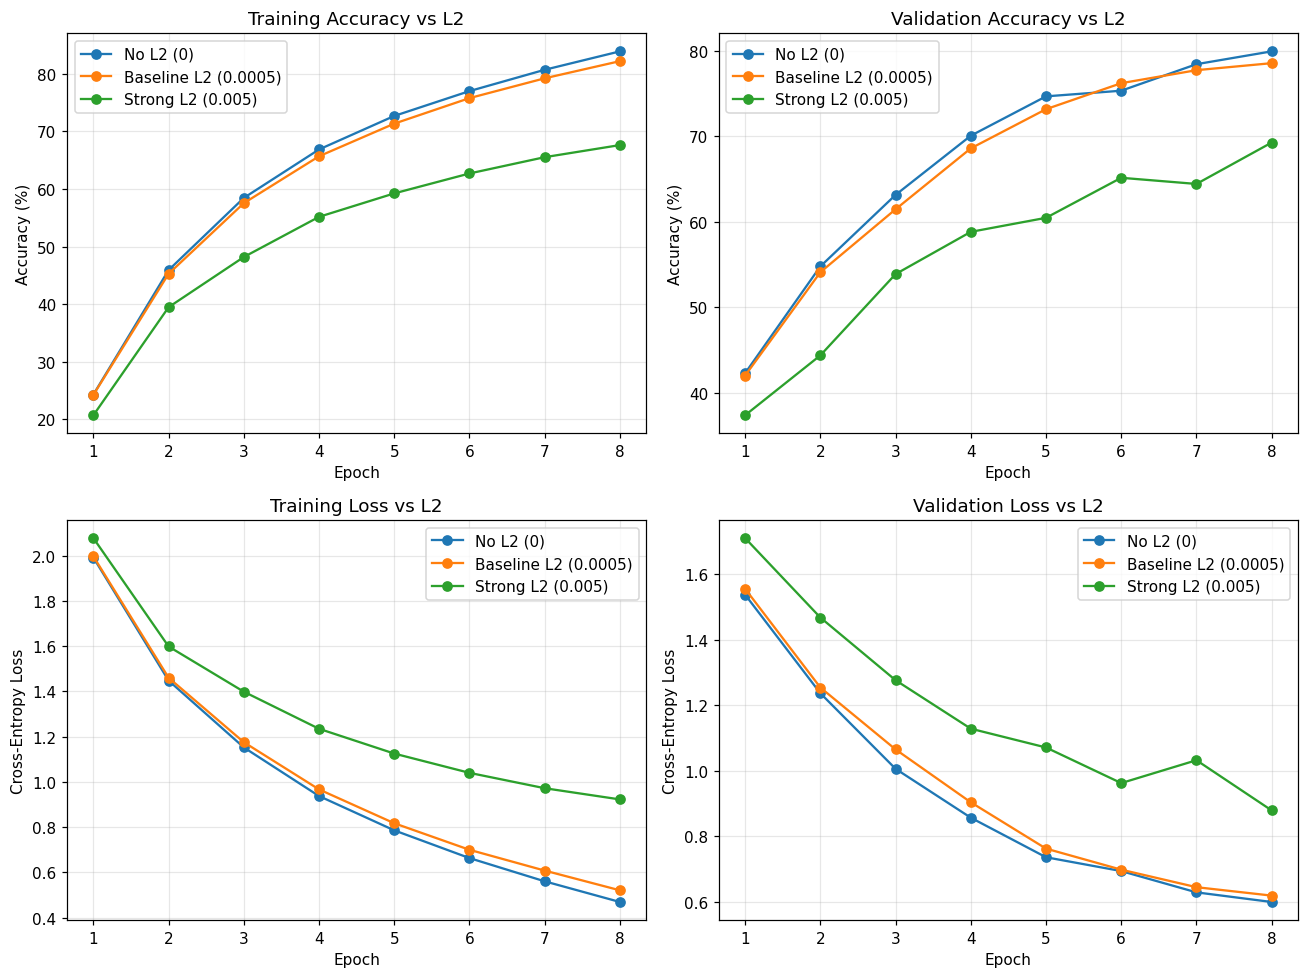 Training Accuracy vs L2
No L2 (0)
Baseline L2 (0.0005)
Strong L2 (0.005)
Accuracy (%)
80
70
60
50
40
30
20
1 2 3 4 5 6 7 8
Epoch
Validation Accuracy vs L2
No L2 (0)
Baseline L2 (0.0005)
Strong L2 (0.005)
Accuracy (%)
80
70
60
50
40
1 2 3 4 5 6 7 8
Epoch
Training Loss vs L2
No L2 (0)
Baseline L2 (0.0005)
Strong L2 (0.005)
Cross-Entropy Loss
2.0
1.8
1.6
1.4
1.2
1.0
0.8
0.6
0.4
1 2 3 4 5 6 7 8
Epoch
Validation Loss vs L2
No L2 (0)
Baseline L2 (0.0005)
Strong L2 (0.005)
Cross-Entropy Loss
1.6
1.4
1.2
1.0
0.8
0.6
1 2 3 4 5 6 7 8
Epoch